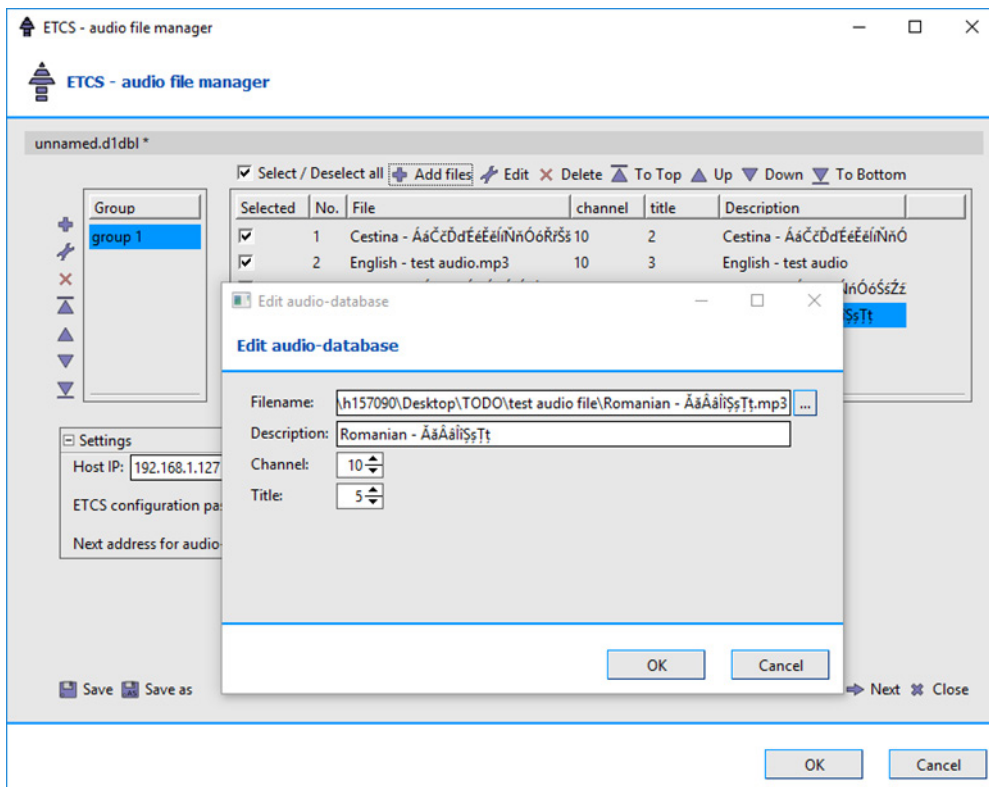 ETCS - audio file manager
ETCS - audio file manager
unnamed.d1dbl *
Select / Deselect all Add files Edit Delete To Top Up Down To Bottom
Group
group 1
Selected No. File channel title Description
1 Cestina - ÁáČčĎďÉéĚěÍíŇňÓóŘřŠš 10 2 Cestina - ÁáČčĎďÉéĚěÍíŇňÓ
2 English - test audio.mp3 10 3 English - test audio
ŃńÓóŚśŹź
ȘșȚț
Edit audio-database
Edit audio-database
Filename: \h157090\Desktop\TODO\test audio file\Romanian - ĂăÂâÎîȘșȚț.mp3 ...
Description: Romanian - ĂăÂâÎîȘșȚț
Channel: 10
Title: 5
OK Cancel
Settings
Host IP: 192.168.1.127
ETCS configuration pa
Next address for audio-
Save Save as
Next Close
OK Cancel